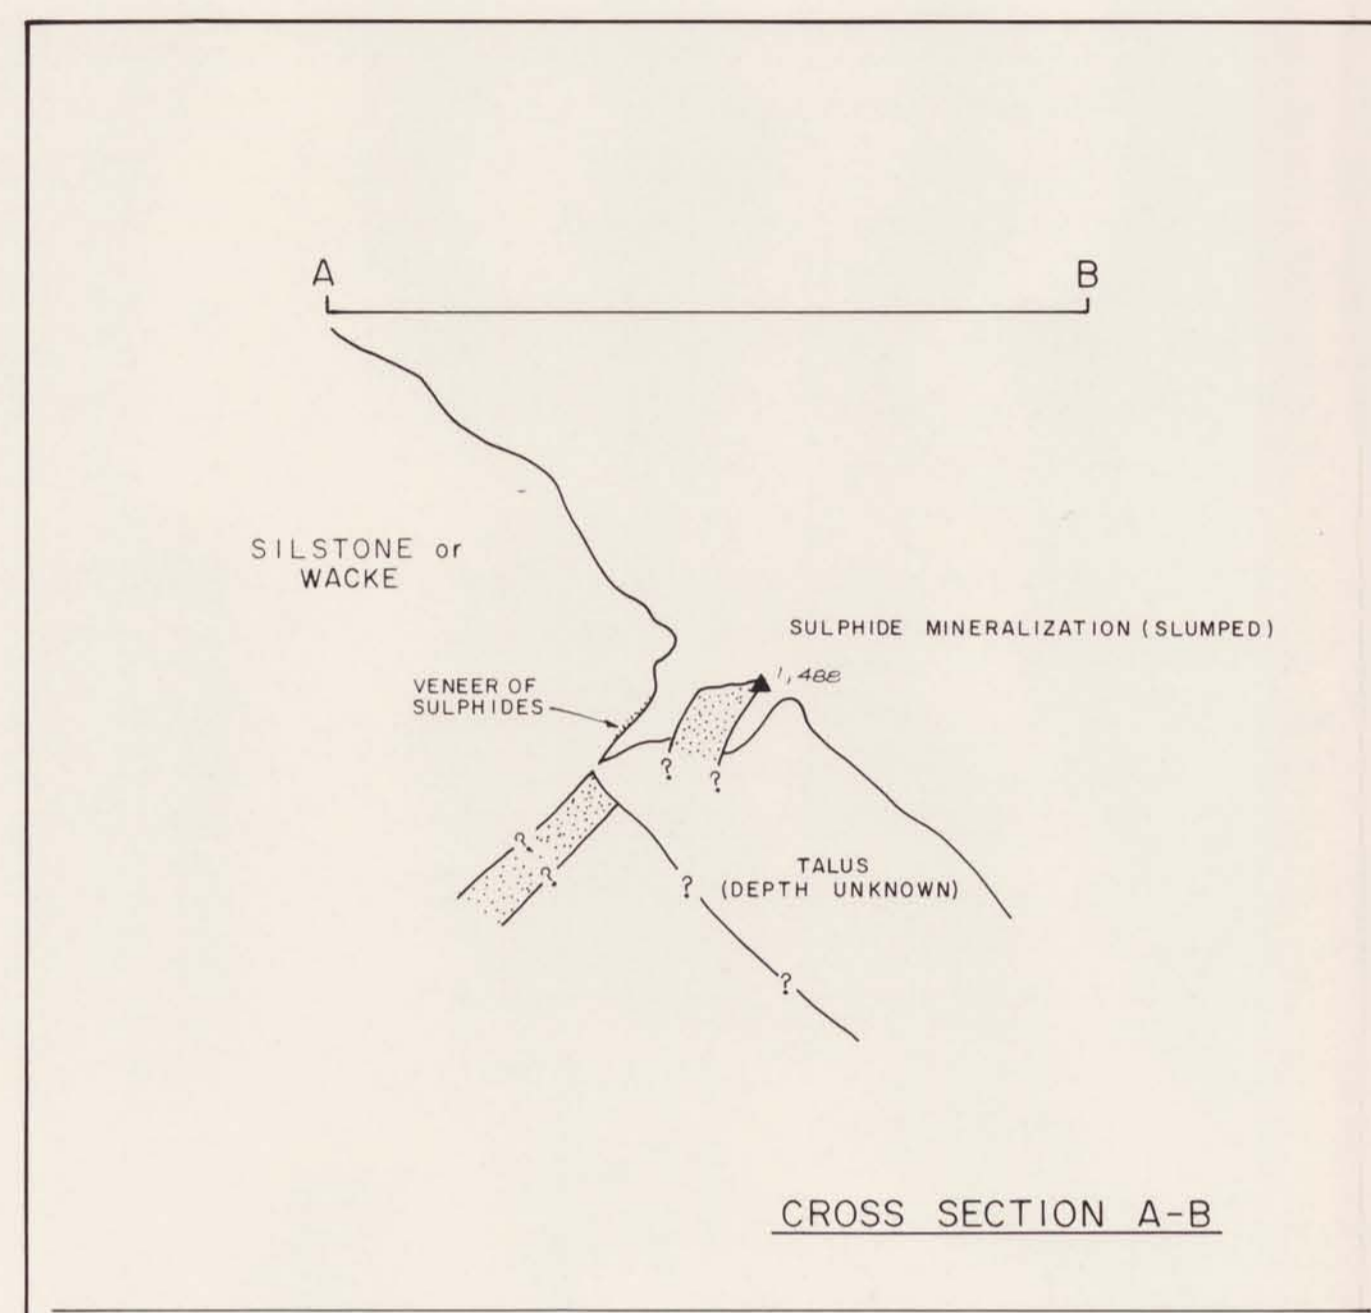 A B
SILSTONE or
WACKE
SULPHIDE MINERALIZATION (SLUMPED)
1,488
VENEER OF
SULPHIDES
? ?
?
?
TALUS
(DEPTH UNKNOWN)
?
?
CROSS SECTION A-B